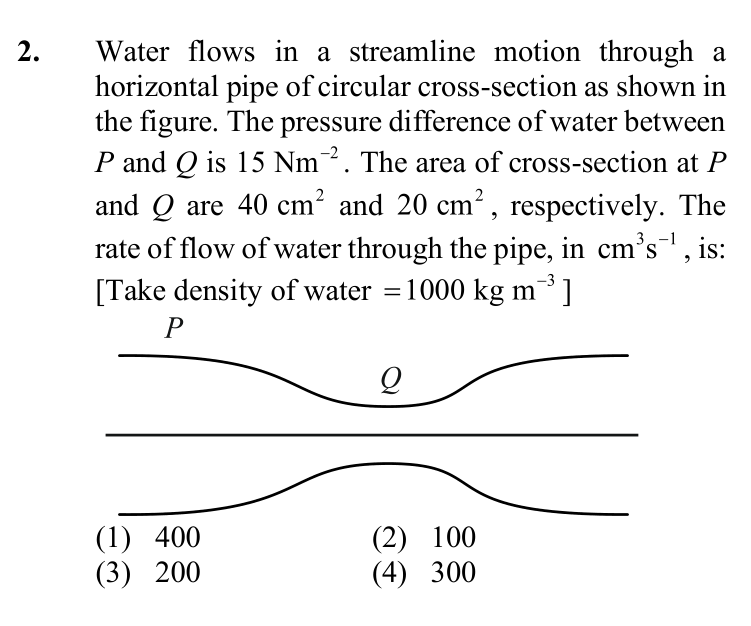 2. Water flows in a streamline motion through a
horizontal pipe of circular cross-section as shown in
the figure. The pressure difference of water between
P and Q is 15 Nm⁻². The area of cross-section at P
and Q are 40 cm² and 20 cm², respectively. The
rate of flow of water through the pipe, in cm³s⁻¹, is:
[Take density of water =1000 kg m⁻³]
P
Q
(1) 400 (2) 100
(3) 200 (4) 300